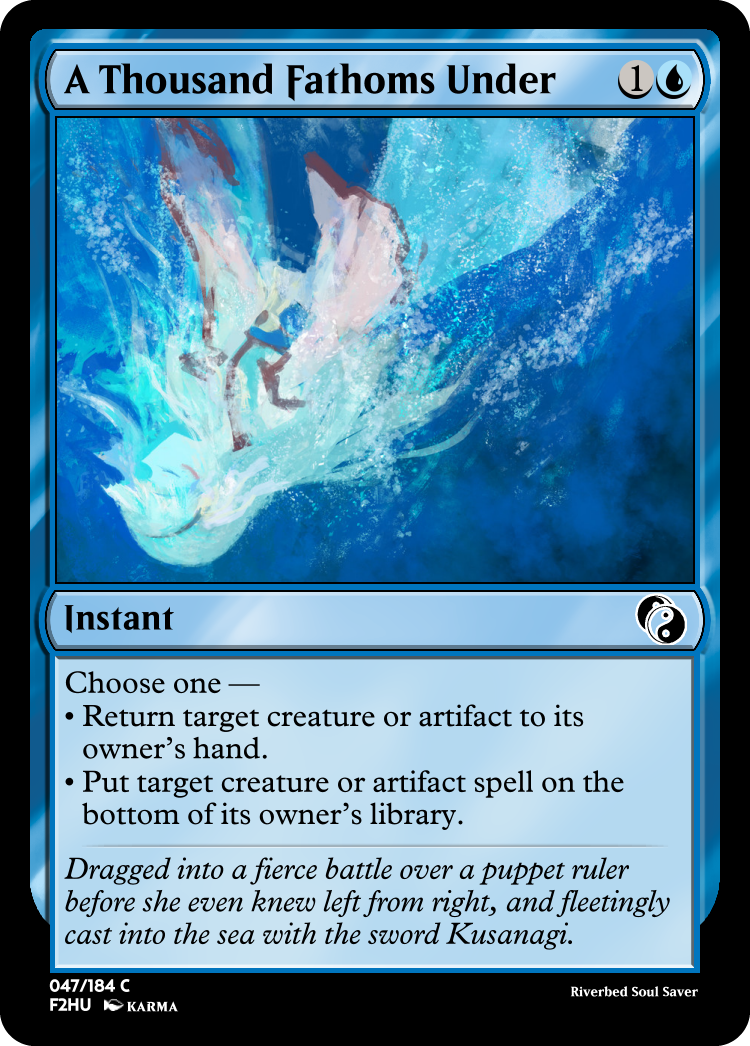 A Thousand Fathoms Under 1
Instant
Choose one —
• Return target creature or artifact to its
owner's hand.
• Put target creature or artifact spell on the
bottom of its owner's library.
Dragged into a fierce battle over a puppet ruler
before she even knew left from right, and fleetingly
cast into the sea with the sword Kusanagi.
047/184 C
F2HU KARMA
Riverbed Soul Saver